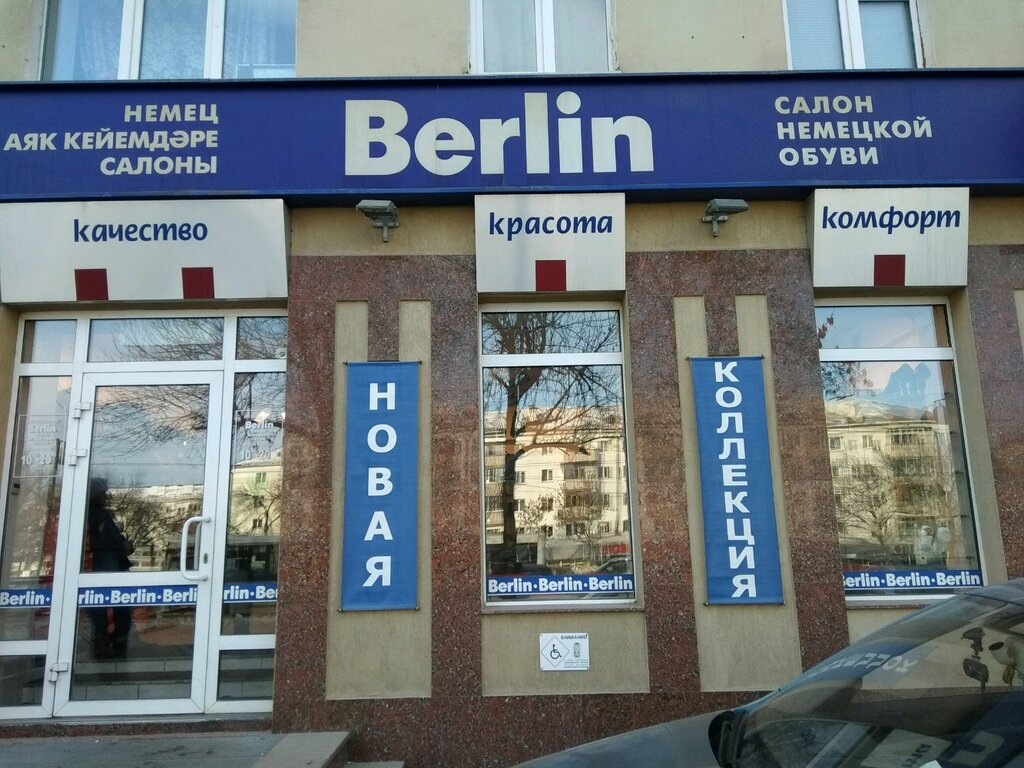 НЕМЕЦ
АЯК КЕЙЕМДӘРЕ
САЛОНЫ
Berlin
САЛОН
НЕМЕЦКОЙ
ОБУВИ
качество
красота
комфорт
НОВАЯ
КОЛЛЕКЦИЯ
Berlin
Berlin
Berlin·Berlin·Berlin
Berlin·Berlin·Berlin
ВНИМАНИЕ!